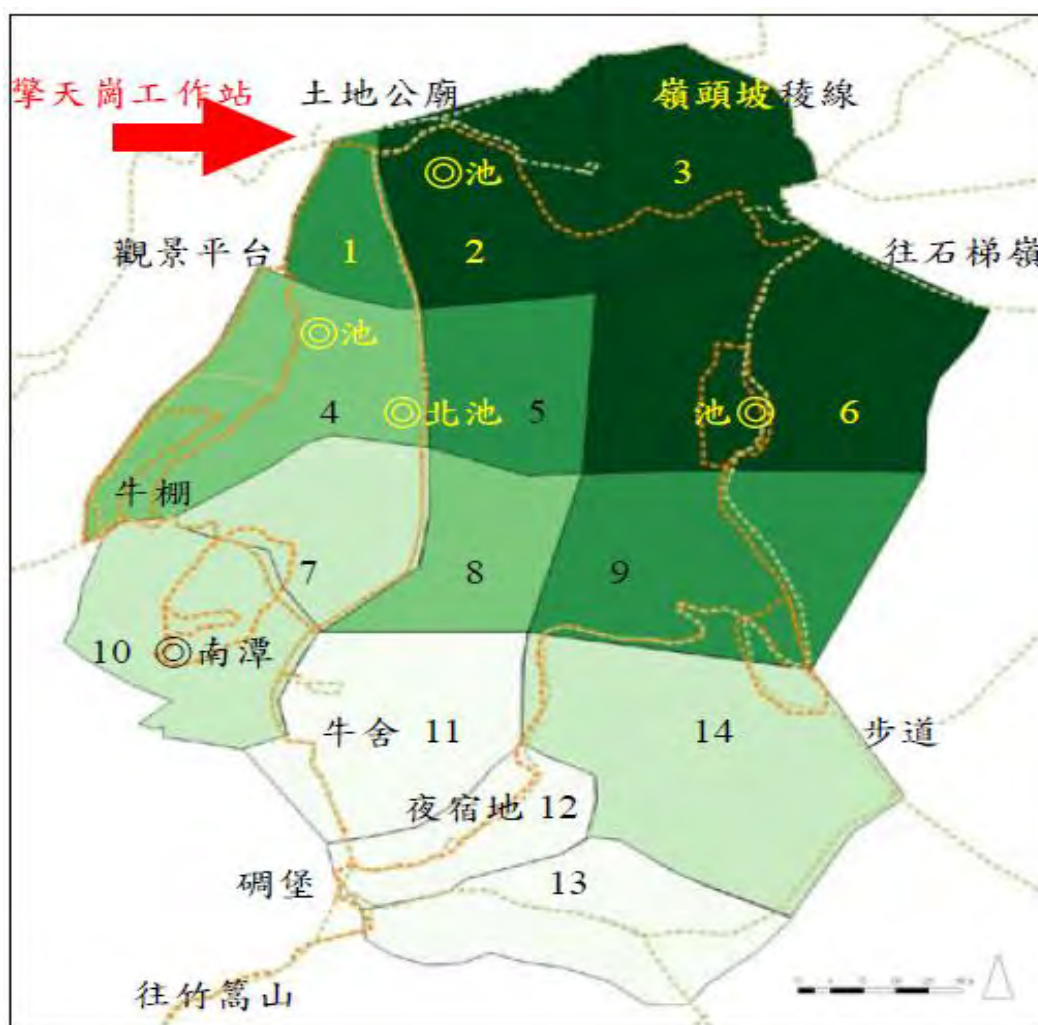 擎天崗工作站 土地公廟 嶺頭坡稜線
◎池 3
觀景平台 1 2 往石梯嶺
◎池
4 ◎北池 5 池◎ 6
牛棚
7 8 9
10 ◎南潭
牛舍 11 14 步道
夜宿地 12
碉堡 13
往竹篙山